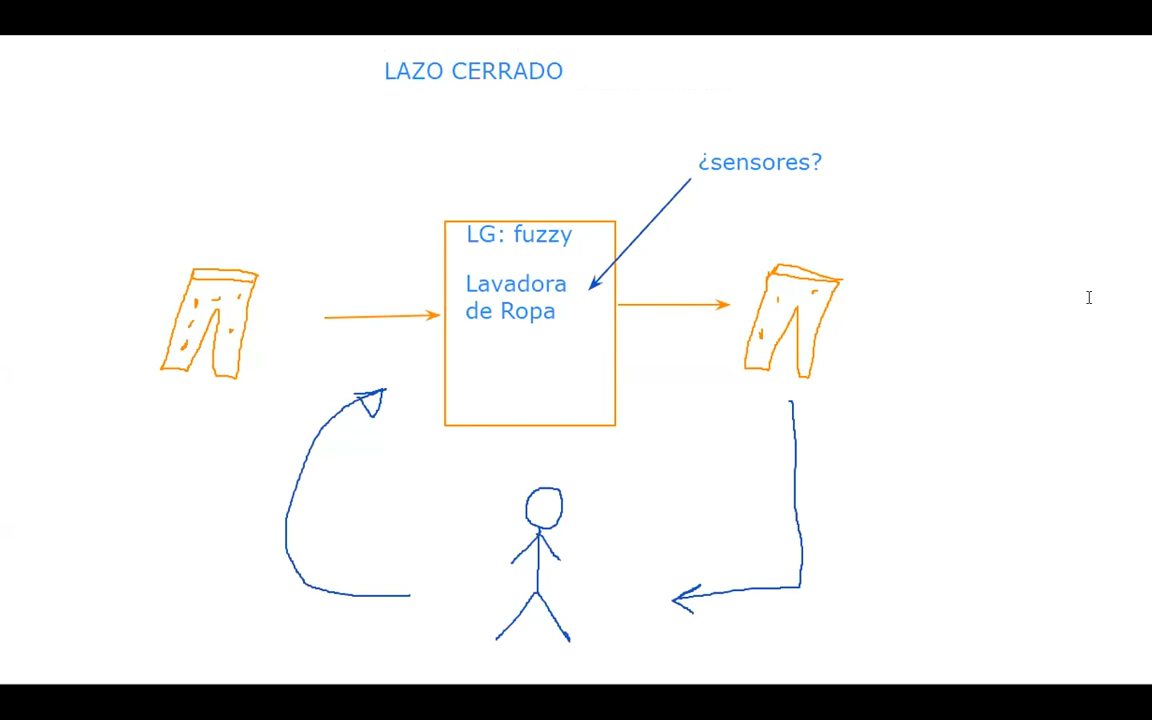 LAZO CERRADO
¿sensores?
LG: fuzzy
Lavadora
de Ropa